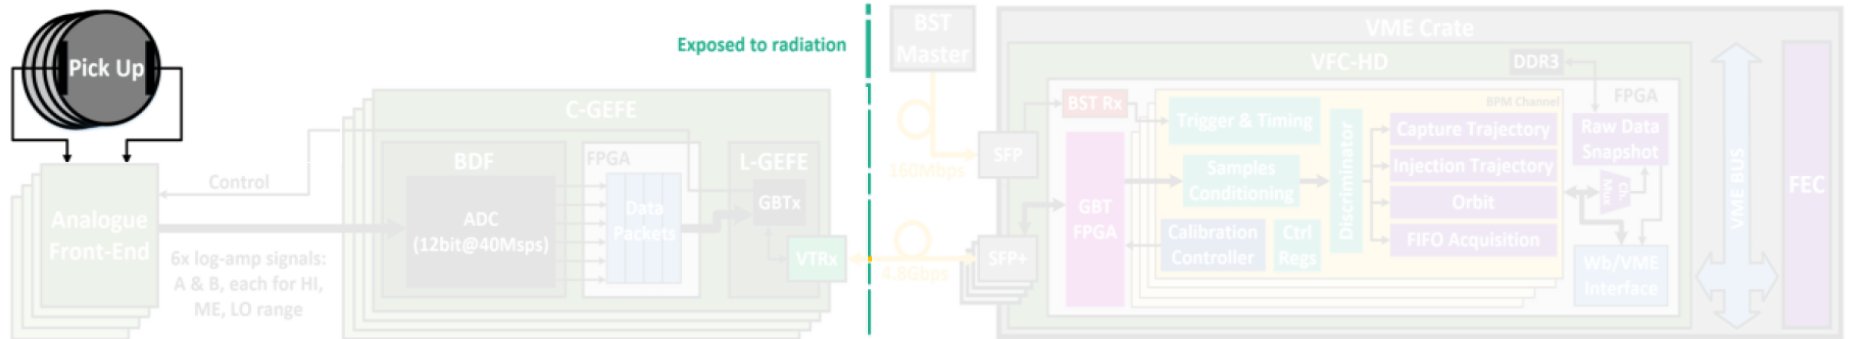 Pick Up
Exposed to radiation
BST
Master
VME Crate
VFC-HD
DDR3
C-GEFE
BST Rx
BPM Channel
FPGA
Trigger & Timing
Capture Trajectory
Raw Data
Snapshot
BDF
FPGA
L-GEFE
SFP
160Mbps
Samples
Conditioning
Discriminator
Injection Trajectory
Control
GBTx
Ch.
Mux
VME BUS
FEC
Analogue
Front-End
ADC
(12bit@40Msps)
Data
Packets
GBT
FPGA
Orbit
Calibration
Controller
Ctrl
Regs
FIFO Acquisition
6x log-amp signals:
A & B, each for HI,
ME, LO range
VTRx
4.8Gbps
SFP+
Wb/VME
Interface